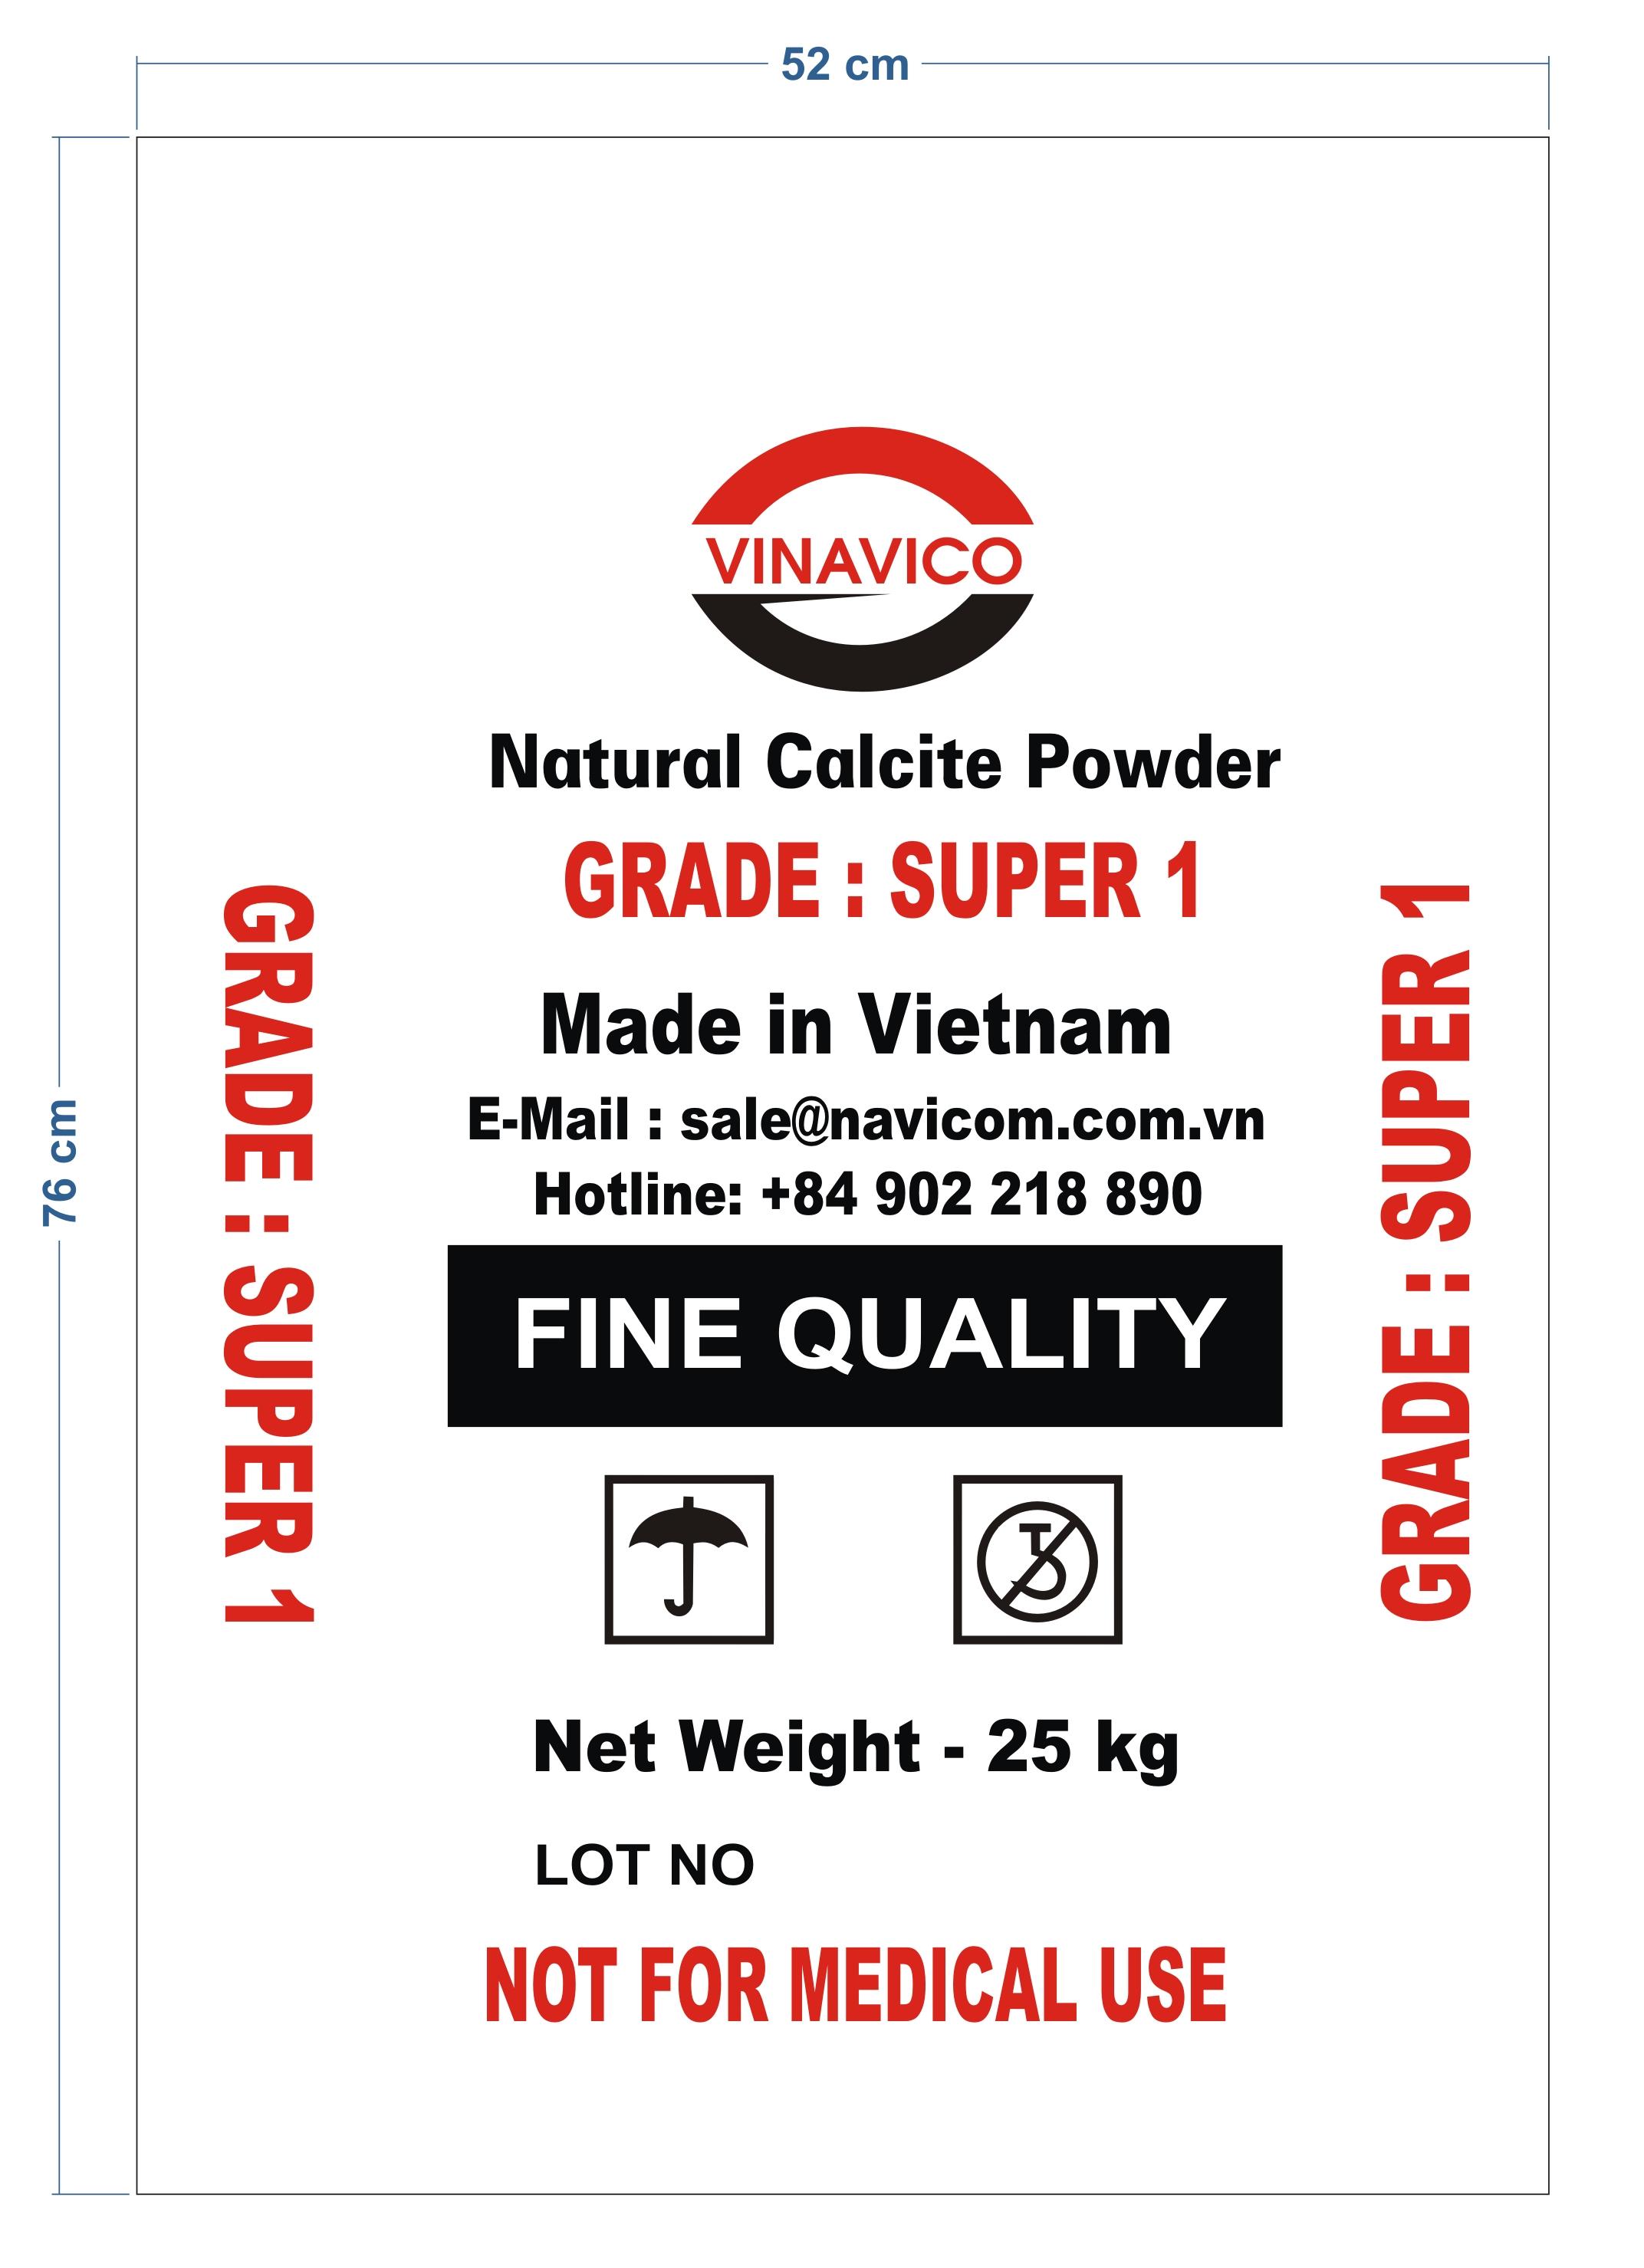 52 cm
76 cm
VINAVICO
Natural Calcite Powder
GRADE : SUPER 1
GRADE : SUPER 1
GRADE : SUPER 1
Made in Vietnam
E-Mail : sale@navicom.com.vn
Hotline: +84 902 218 890
FINE QUALITY
Net Weight - 25 kg
LOT NO
NOT FOR MEDICAL USE